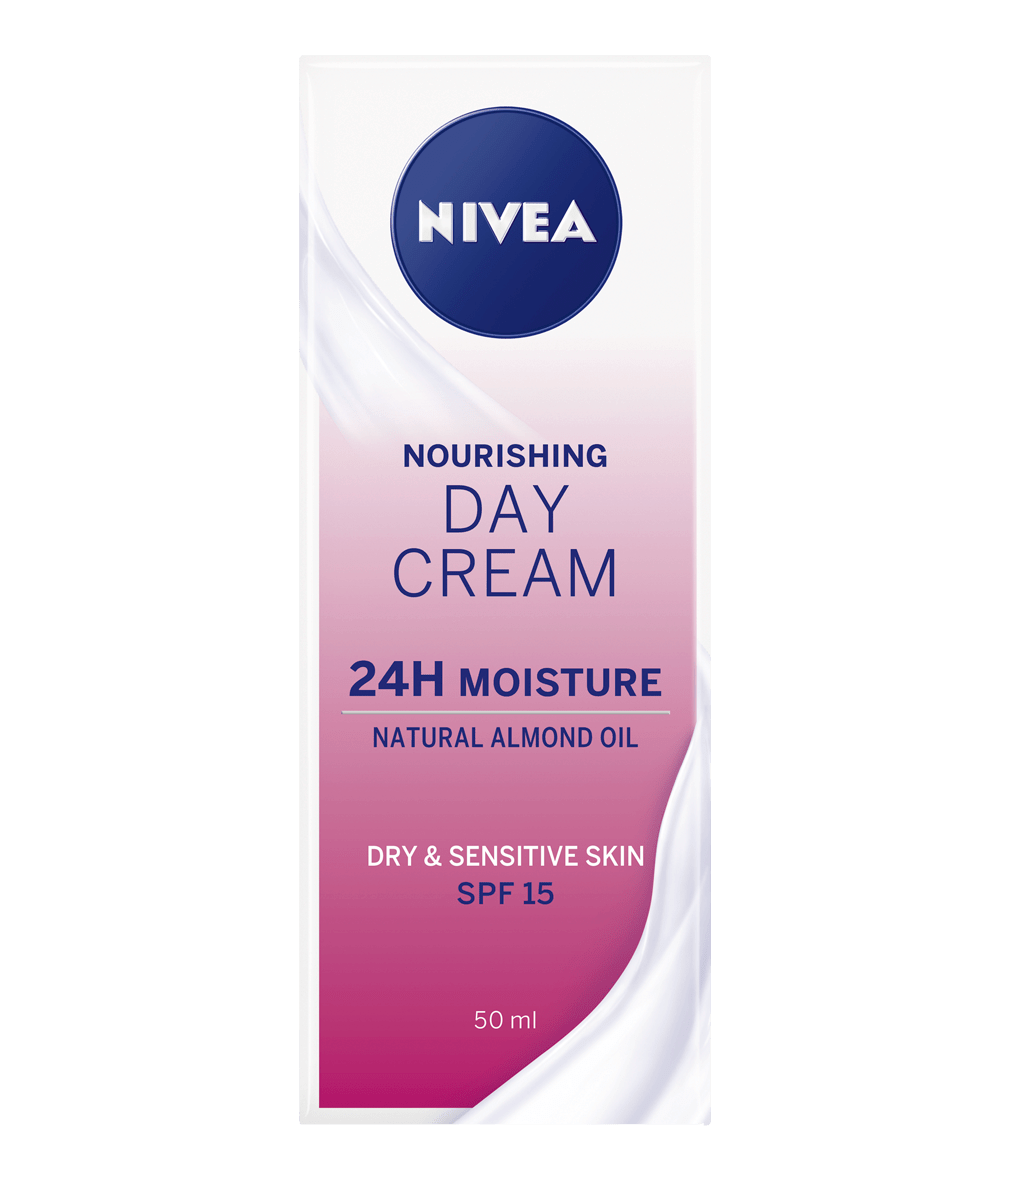 NIVEA
NOURISHING
DAY
CREAM
24H MOISTURE
NATURAL ALMOND OIL
DRY & SENSITIVE SKIN
SPF 15
50 ml